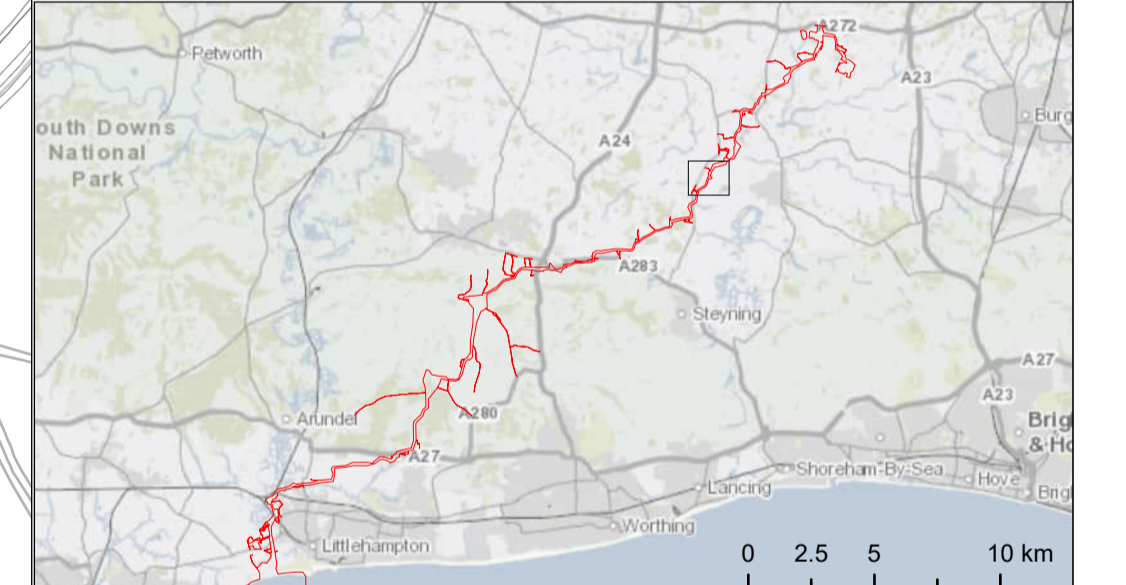 A272
Petworth
A23
Burg
outh Downs
National
Park
A24
A283
Steyning
A27
A23
Arundel
A280
Brig
& Ho
A27
Shoreham-By-Sea
Hove
Brig
Lancing
Worthing
Littlehampton
0 2.5 5 10 km